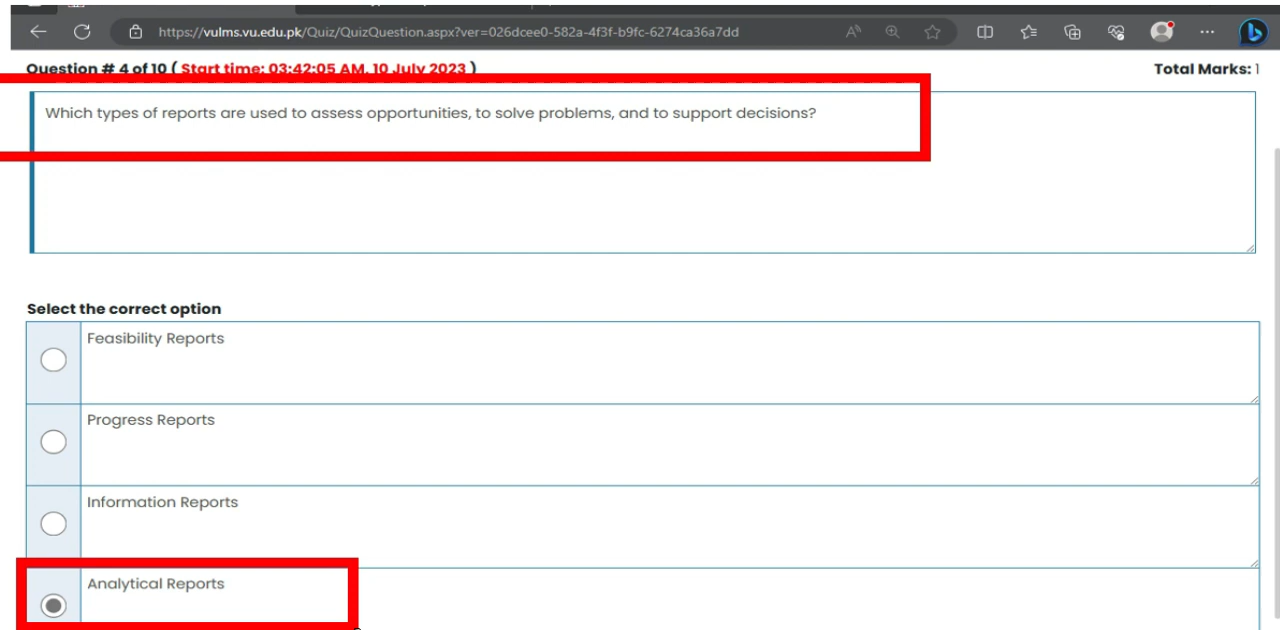 https://vulms.vu.edu.pk/Quiz/QuizQuestion.aspx?ver=026dcee0-582a-4f3f-b9fc-6274ca36a7dd
Question # 4 of 10 ( Start time: 03:42:05 AM, 10 July 2023 )
Total Marks: 1
Which types of reports are used to assess opportunities, to solve problems, and to support decisions?
Select the correct option
Feasibility Reports
Progress Reports
Information Reports
Analytical Reports